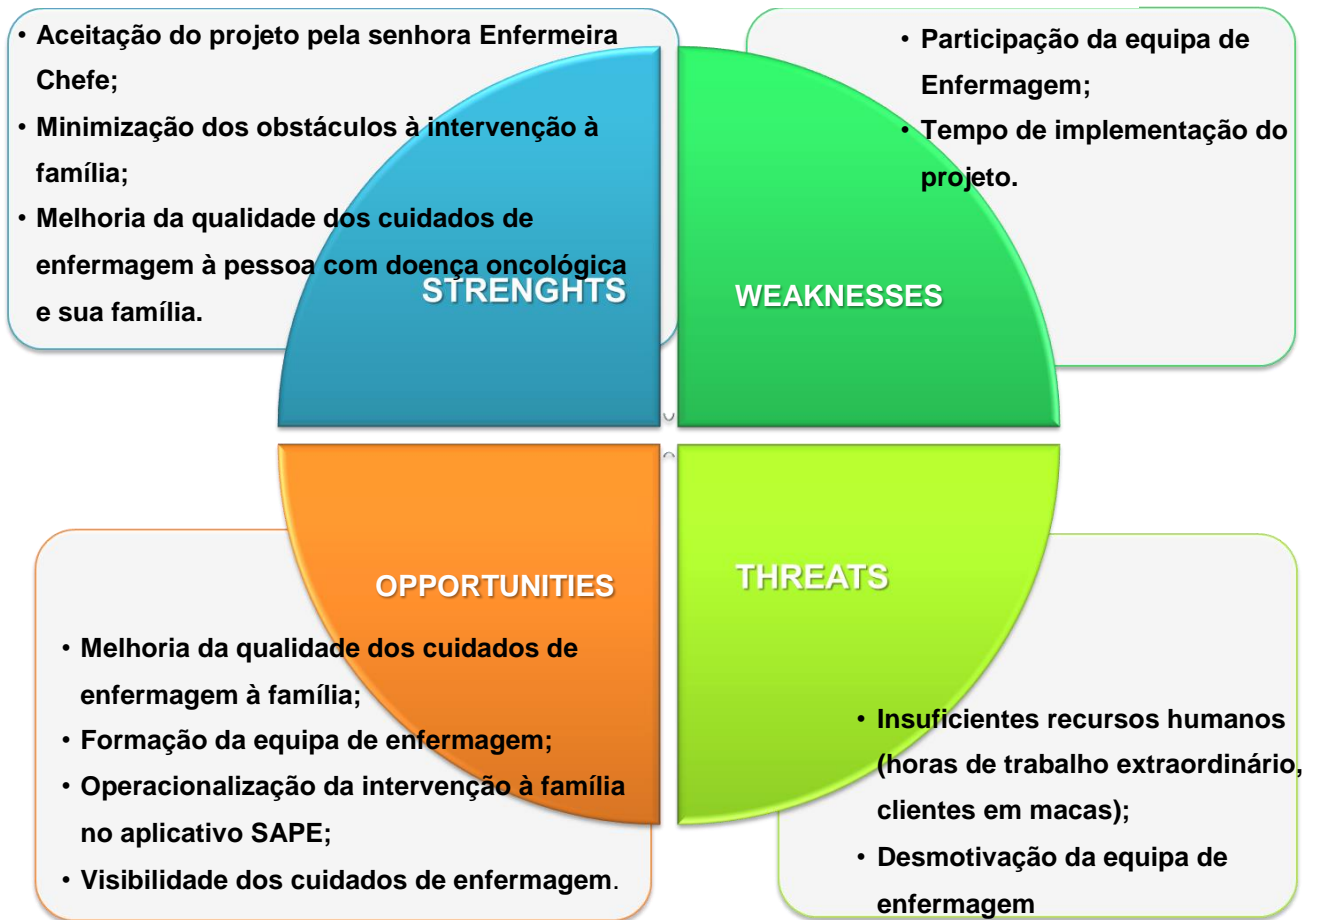 • Aceitação do projeto pela senhora Enfermeira
Chefe;
• Minimização dos obstáculos à intervenção à
família;
• Melhoria da qualidade dos cuidados de
enfermagem à pessoa com doença oncológica
e sua família.
STRENGHTS
• Participação da equipa de
Enfermagem;
• Tempo de implementação do
projeto.
WEAKNESSES
OPPORTUNITIES
• Melhoria da qualidade dos cuidados de
enfermagem à família;
• Formação da equipa de enfermagem;
• Operacionalização da intervenção à família
no aplicativo SAPE;
• Visibilidade dos cuidados de enfermagem.
THREATS
• Insuficientes recursos humanos
(horas de trabalho extraordinário,
clientes em macas);
• Desmotivação da equipa de
enfermagem